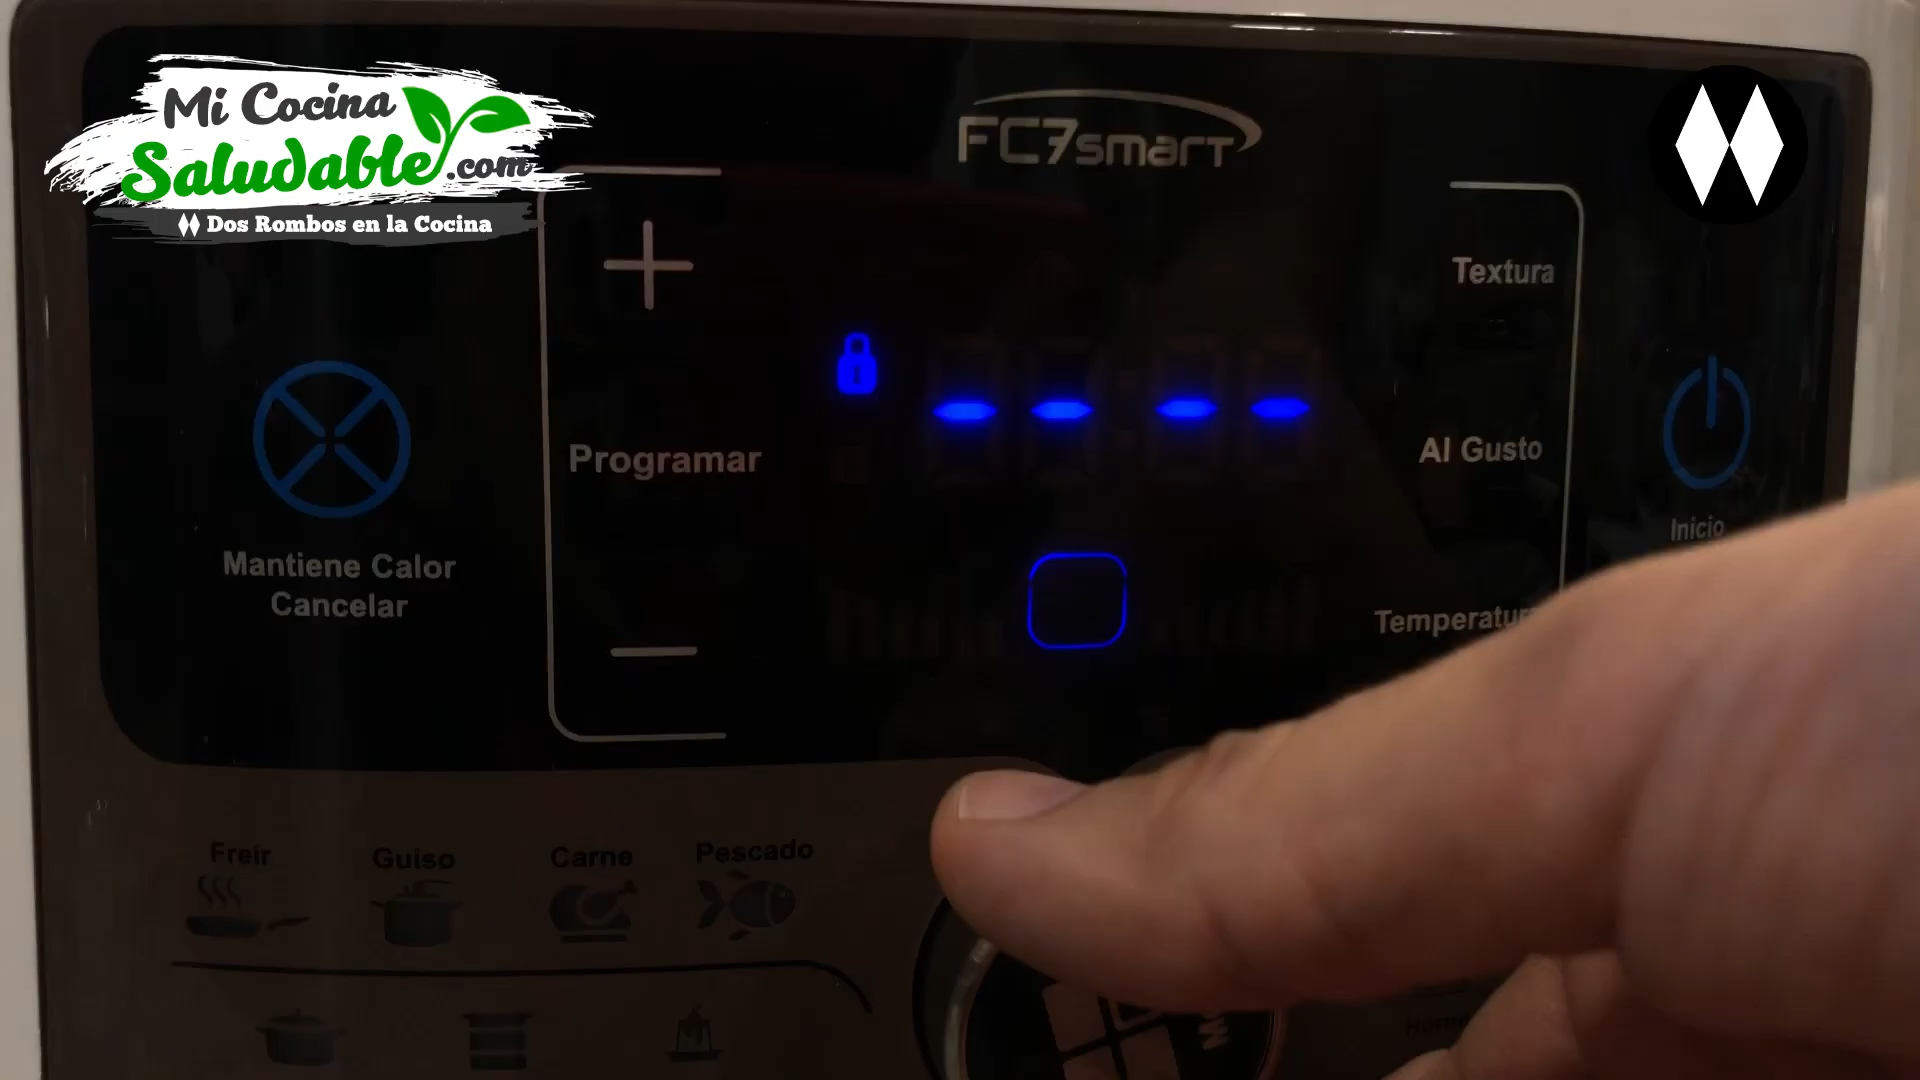 Mi Cocina
Saludable.com
Dos Rombos en la Cocina
FC7smart
Textura
Programar
Al Gusto
Inicio
Mantiene Calor
Cancelar
Freír
Guiso
Carne
Pescado